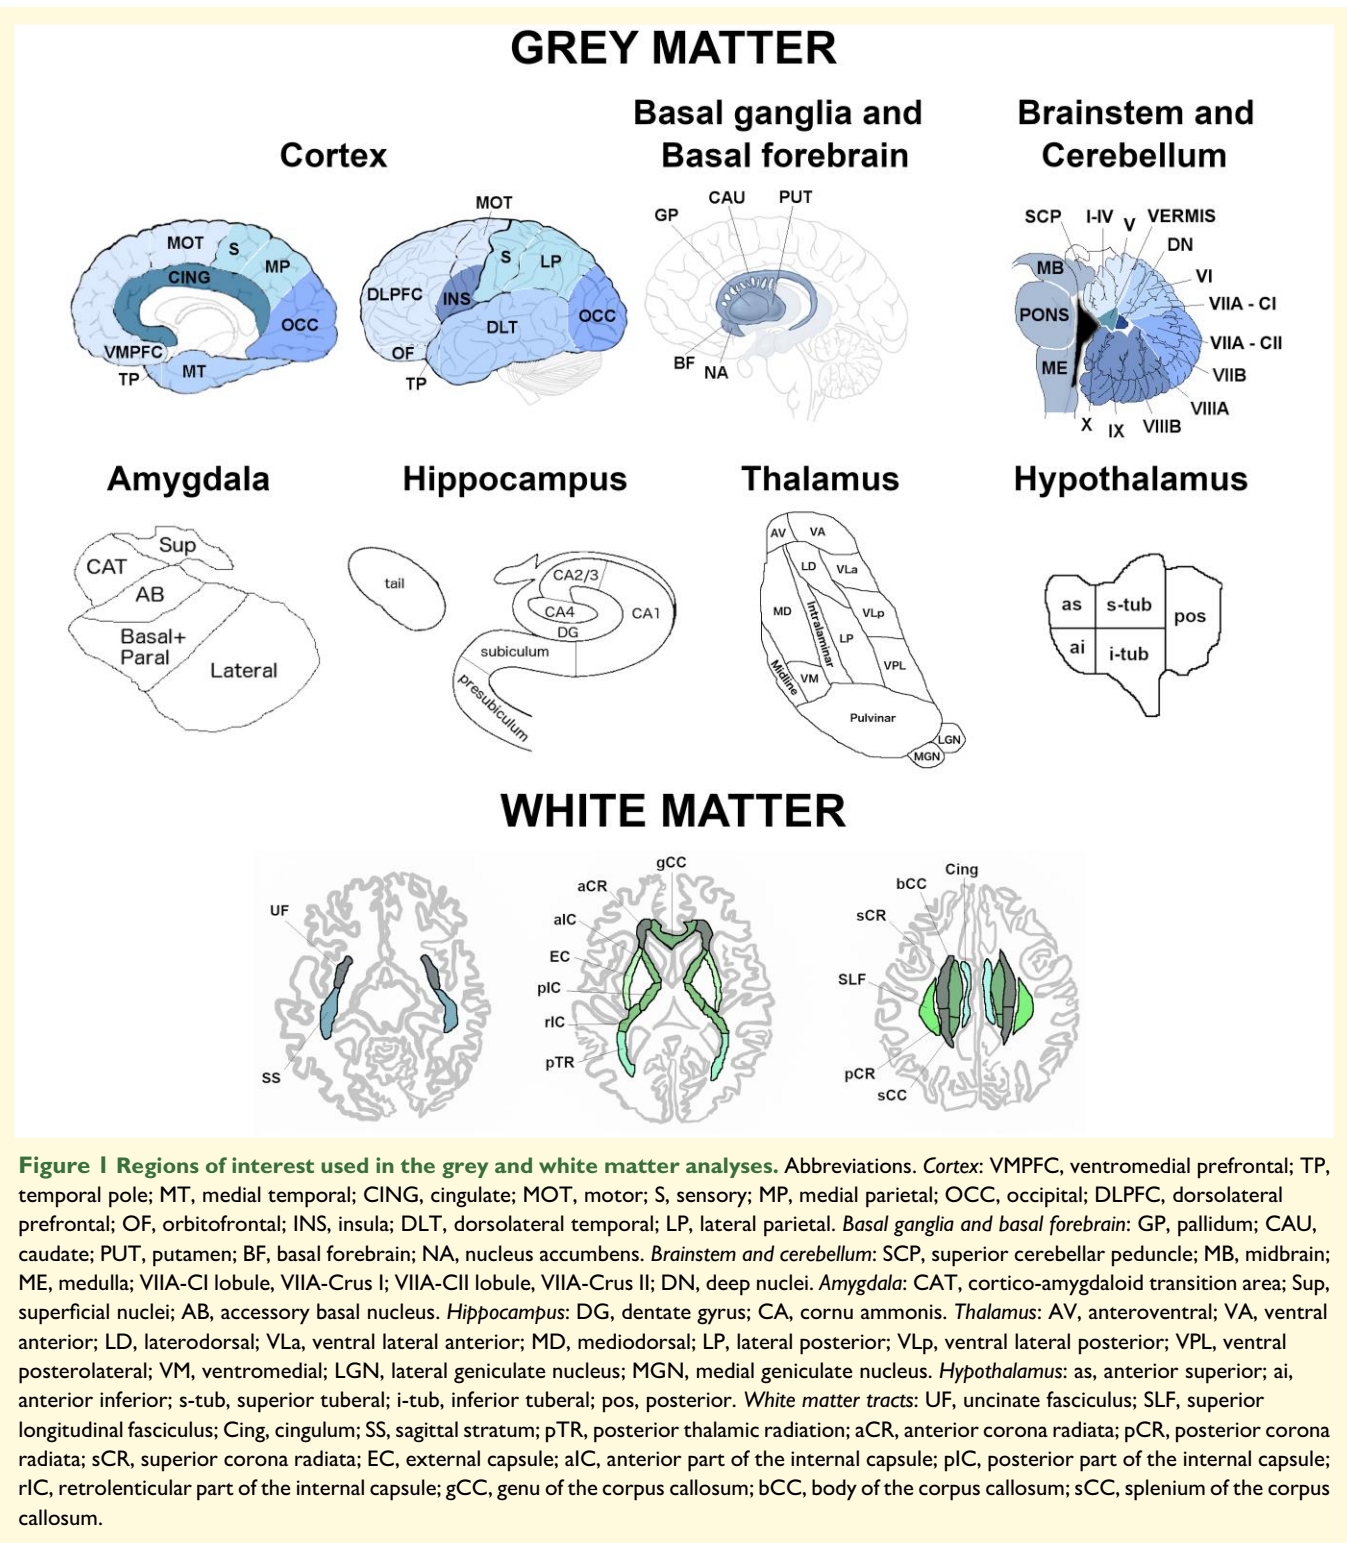 GREY MATTER
Cortex
Basal ganglia and
Basal forebrain
Brainstem and
Cerebellum
MOT
S
MP
CING
OCC
VMPFC
TP
MT
MOT
S
LP
DLPFC
INS
DLT
OCC
OF
TP
GP
CAU
PUT
BF
NA
SCP
I-IV
V
VERMIS
DN
MB
VI
VIIA - CI
PONS
VIIA - CII
ME
VIIB
VIIIA
X
IX
VIIIB
Amygdala
Hippocampus
Thalamus
Hypothalamus
Sup
CAT
AB
Basal+
Paral
Lateral
tail
CA2/3
CA4
CA1
DG
subiculum
presubiculum
AV
VA
LD
VLa
MD
Intralaminar
VLp
LP
VPL
Midline
VM
Pulvinar
LGN
MGN
as
s-tub
pos
ai
i-tub
WHITE MATTER
UF
SS
gCC
aCR
aIC
EC
pIC
rIC
pTR
Cing
bCC
sCR
SLF
pCR
sCC
Figure 1 Regions of interest used in the grey and white matter analyses. Abbreviations. Cortex: VMPFC, ventromedial prefrontal; TP,
temporal pole; MT, medial temporal; CING, cingulate; MOT, motor; S, sensory; MP, medial parietal; OCC, occipital; DLPFC, dorsolateral
prefrontal; OF, orbitofrontal; INS, insula; DLT, dorsolateral temporal; LP, lateral parietal. Basal ganglia and basal forebrain: GP, pallidum; CAU,
caudate; PUT, putamen; BF, basal forebrain; NA, nucleus accumbens. Brainstem and cerebellum: SCP, superior cerebellar peduncle; MB, midbrain;
ME, medulla; VIIA-CI lobule, VIIA-Crus I; VIIA-CII lobule, VIIA-Crus II; DN, deep nuclei. Amygdala: CAT, cortico-amygdaloid transition area; Sup,
superficial nuclei; AB, accessory basal nucleus. Hippocampus: DG, dentate gyrus; CA, cornu ammonis. Thalamus: AV, anteroventral; VA, ventral
anterior; LD, laterodorsal; VLa, ventral lateral anterior; MD, mediodorsal; LP, lateral posterior; VLp, ventral lateral posterior; VPL, ventral
posterolateral; VM, ventromedial; LGN, lateral geniculate nucleus; MGN, medial geniculate nucleus. Hypothalamus: as, anterior superior; ai,
anterior inferior; s-tub, superior tuberal; i-tub, inferior tuberal; pos, posterior. White matter tracts: UF, uncinate fasciculus; SLF, superior
longitudinal fasciculus; Cing, cingulum; SS, sagittal stratum; pTR, posterior thalamic radiation; aCR, anterior corona radiata; pCR, posterior corona
radiata; sCR, superior corona radiata; EC, external capsule; aIC, anterior part of the internal capsule; pIC, posterior part of the internal capsule;
rIC, retrolenticular part of the internal capsule; gCC, genu of the corpus callosum; bCC, body of the corpus callosum; sCC, splenium of the corpus
callosum.